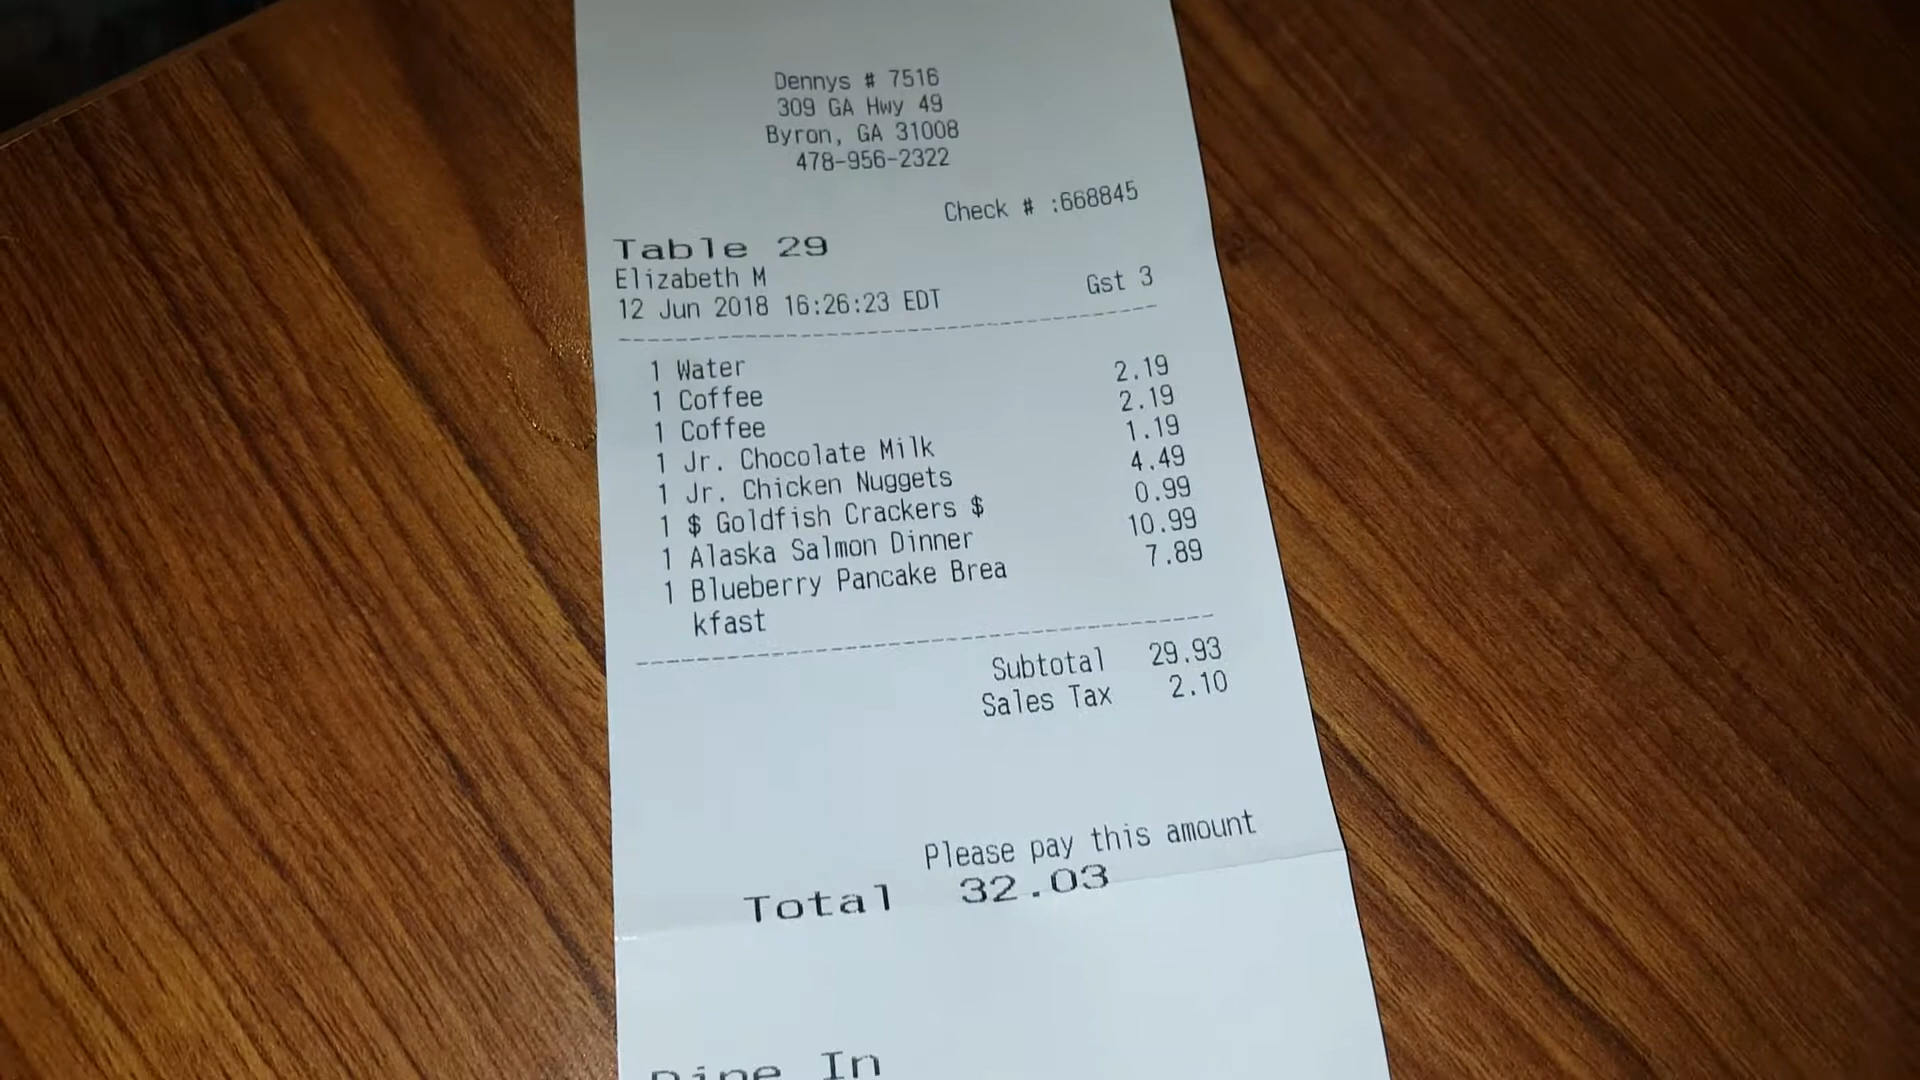 Dennys # 7516
309 GA Hwy 49
Byron, GA 31008
478-956-2322
Check # :668845
Table 29
Elizabeth M
12 Jun 2018 16:26:23 EDT Gst 3
1 Water
1 Coffee 2.19
1 Coffee 2.19
1 Jr. Chocolate Milk 1.19
1 Jr. Chicken Nuggets 4.49
1 $ Goldfish Crackers $ 0.99
1 Alaska Salmon Dinner 10.99
1 Blueberry Pancake Brea 7.89
kfast
Subtotal 29.93
Sales Tax 2.10
Please pay this amount
Total 32.03
Dine In